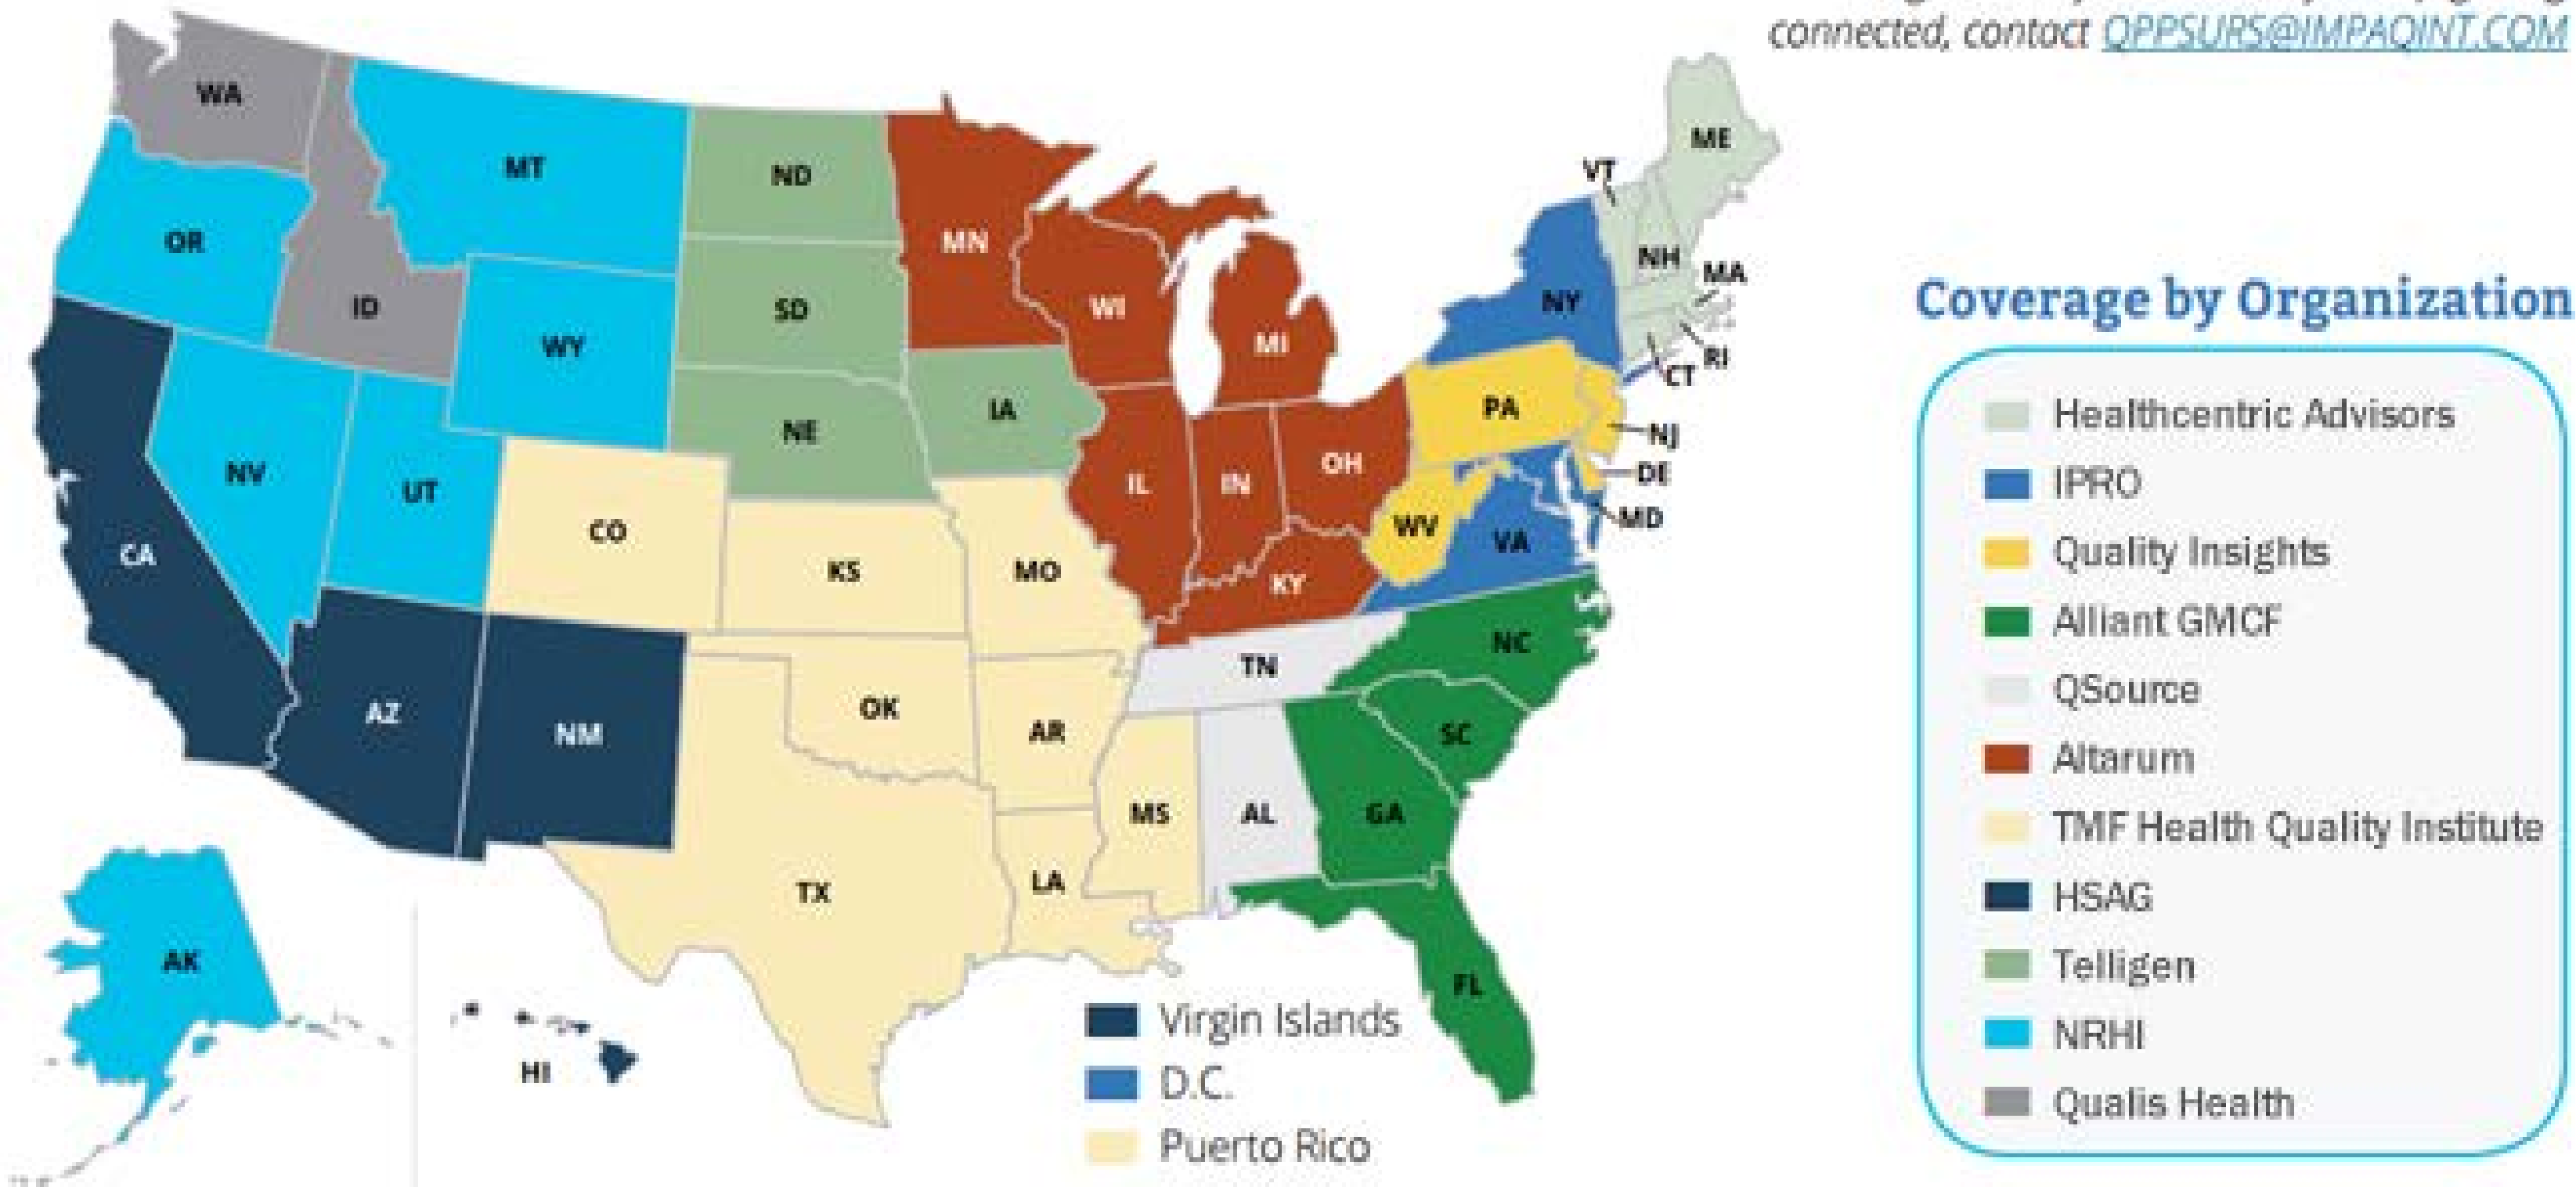 connected, contact QPPSURS@IMPAQINT.COM
WA
MT
ND
MN
ME
VT
OR
ID
SD
WI
MI
NY
NH
MA
WY
RI
CT
NE
IA
PA
NJ
NV
UT
IL
IN
OH
DE
CA
CO
KS
MO
KY
WV
VA
MD
AZ
NM
OK
AR
TN
NC
SC
TX
LA
MS
AL
GA
AK
HI
FL
Virgin Islands
D.C.
Puerto Rico
Coverage by Organization
Healthcentric Advisors
IPRO
Quality Insights
Alliant GMCF
QSource
Altarum
TMF Health Quality Institute
HSAG
Telligen
NRHI
Qualis Health